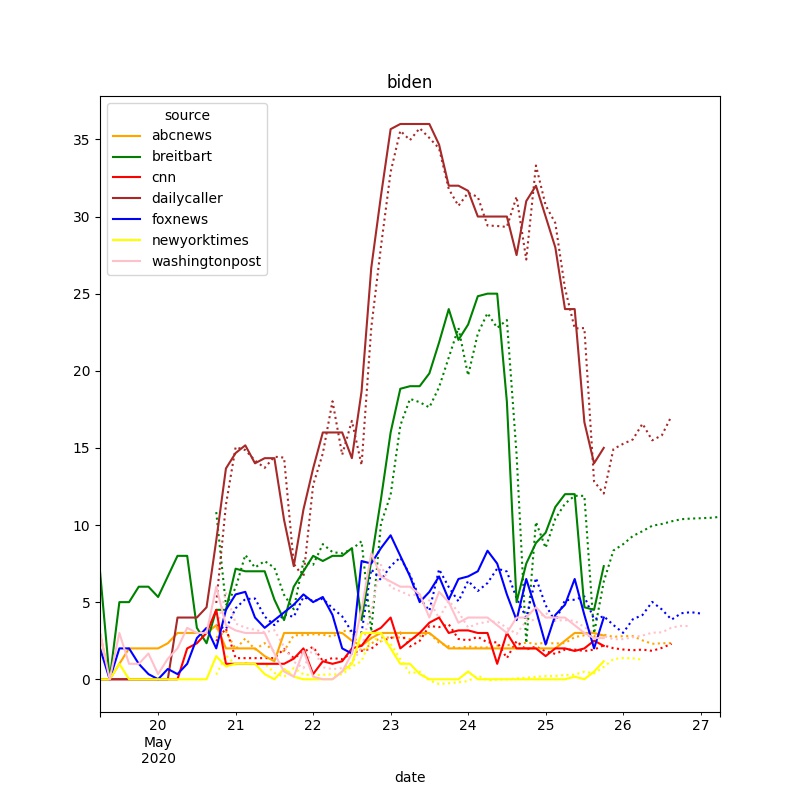 biden
source
abcnews
breitbart
cnn
dailycaller
foxnews
newyorktimes
washingtonpost
35
30
25
20
15
10
5
0
20 21 22 23 24 25 26 27
May
2020
date